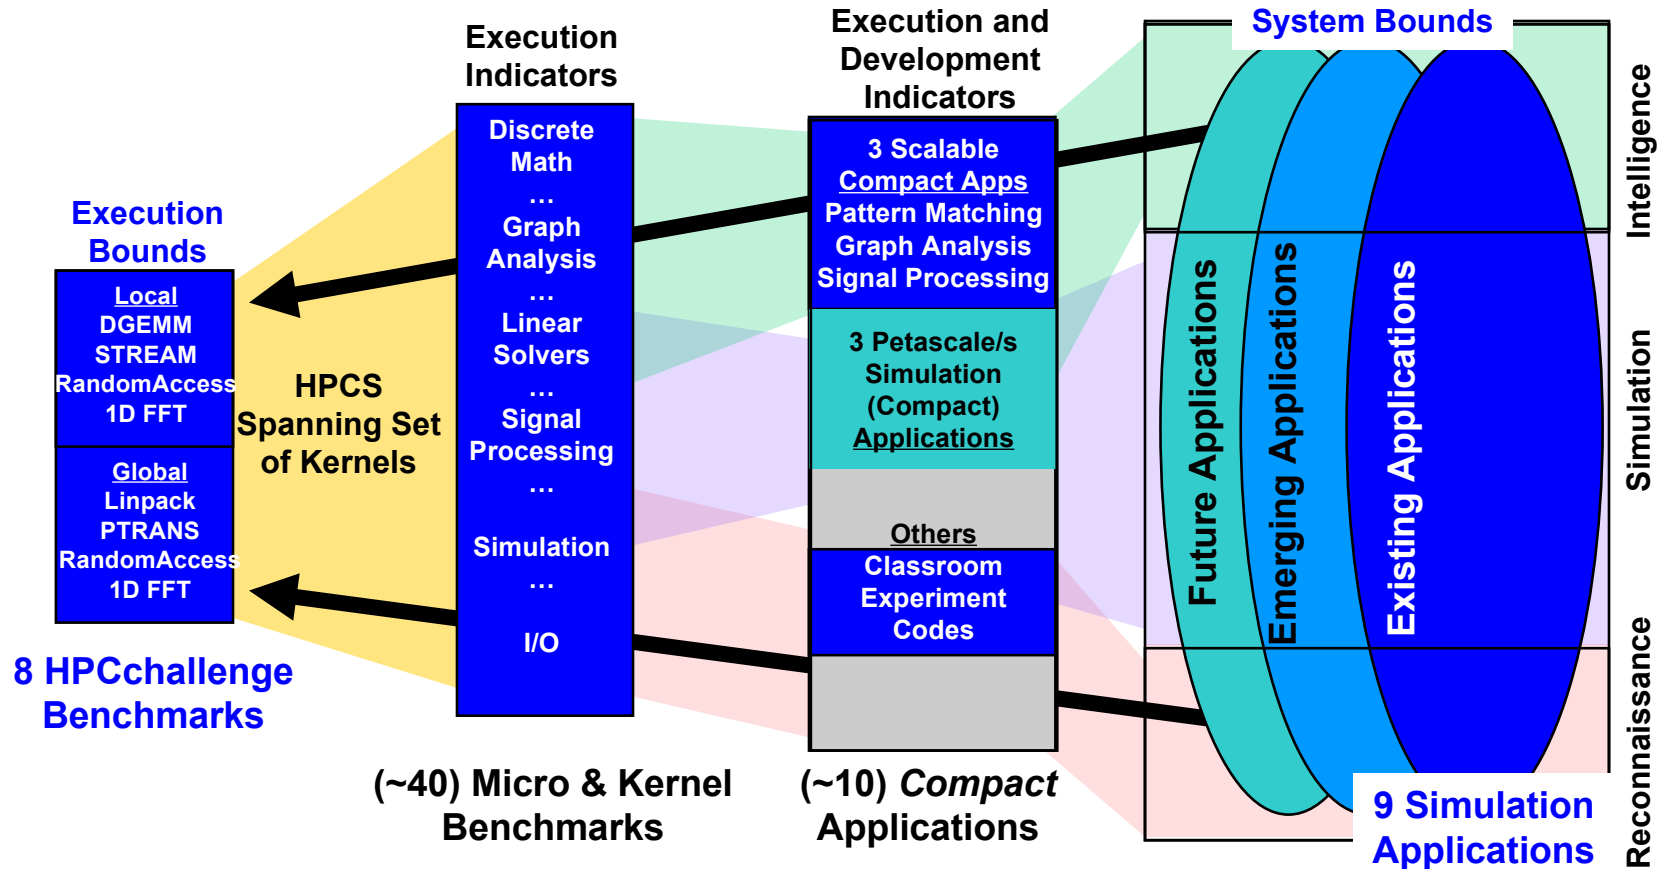 Execution
Bounds
Local
DGEMM
STREAM
RandomAccess
1D FFT
Global
Linpack
PTRANS
RandomAccess
1D FFT
8 HPCchallenge
Benchmarks
HPCS
Spanning Set
of Kernels
Execution
Indicators
Discrete
Math
...
Graph
Analysis
...
Linear
Solvers
...
Signal
Processing
...
Simulation
...
I/O
(~40) Micro & Kernel
Benchmarks
Execution and
Development
Indicators
3 Scalable
Compact Apps
Pattern Matching
Graph Analysis
Signal Processing
3 Petascale/s
Simulation
(Compact)
Applications
Others
Classroom
Experiment
Codes
(~10) Compact
Applications
System Bounds
Future Applications
Emerging Applications
Existing Applications
Intelligence
Simulation
Reconnaissance
9 Simulation
Applications